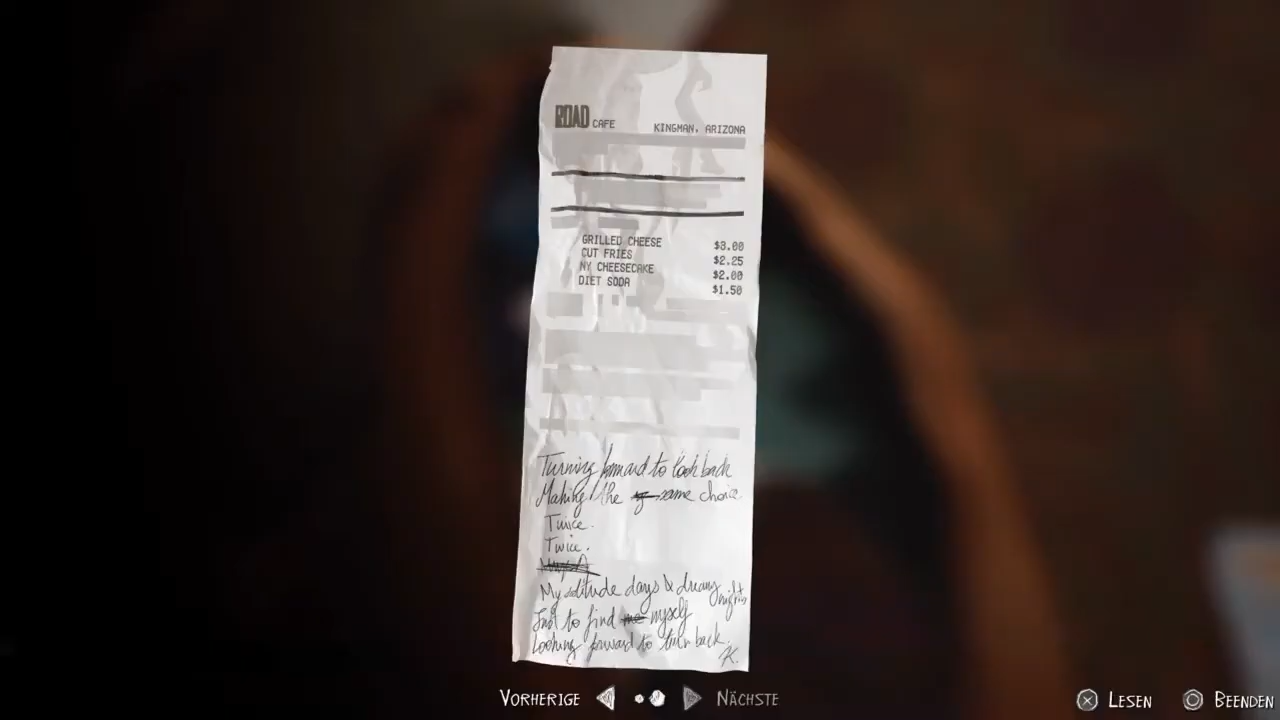 ROAD CAFE KINGMAN, ARIZONA
GRILLED CHEESE $3.00
CUT FRIES $2.25
NY CHEESECAKE $2.00
DIET SODA $1.50
Turning forward to look back
Making the same choice.
Twice.
Twice.
My solitude days & dreamy nights
Just to find me myself
Looking forward to turn back.
K.
VORHERIGE NÄCHSTE
LESEN BEENDEN